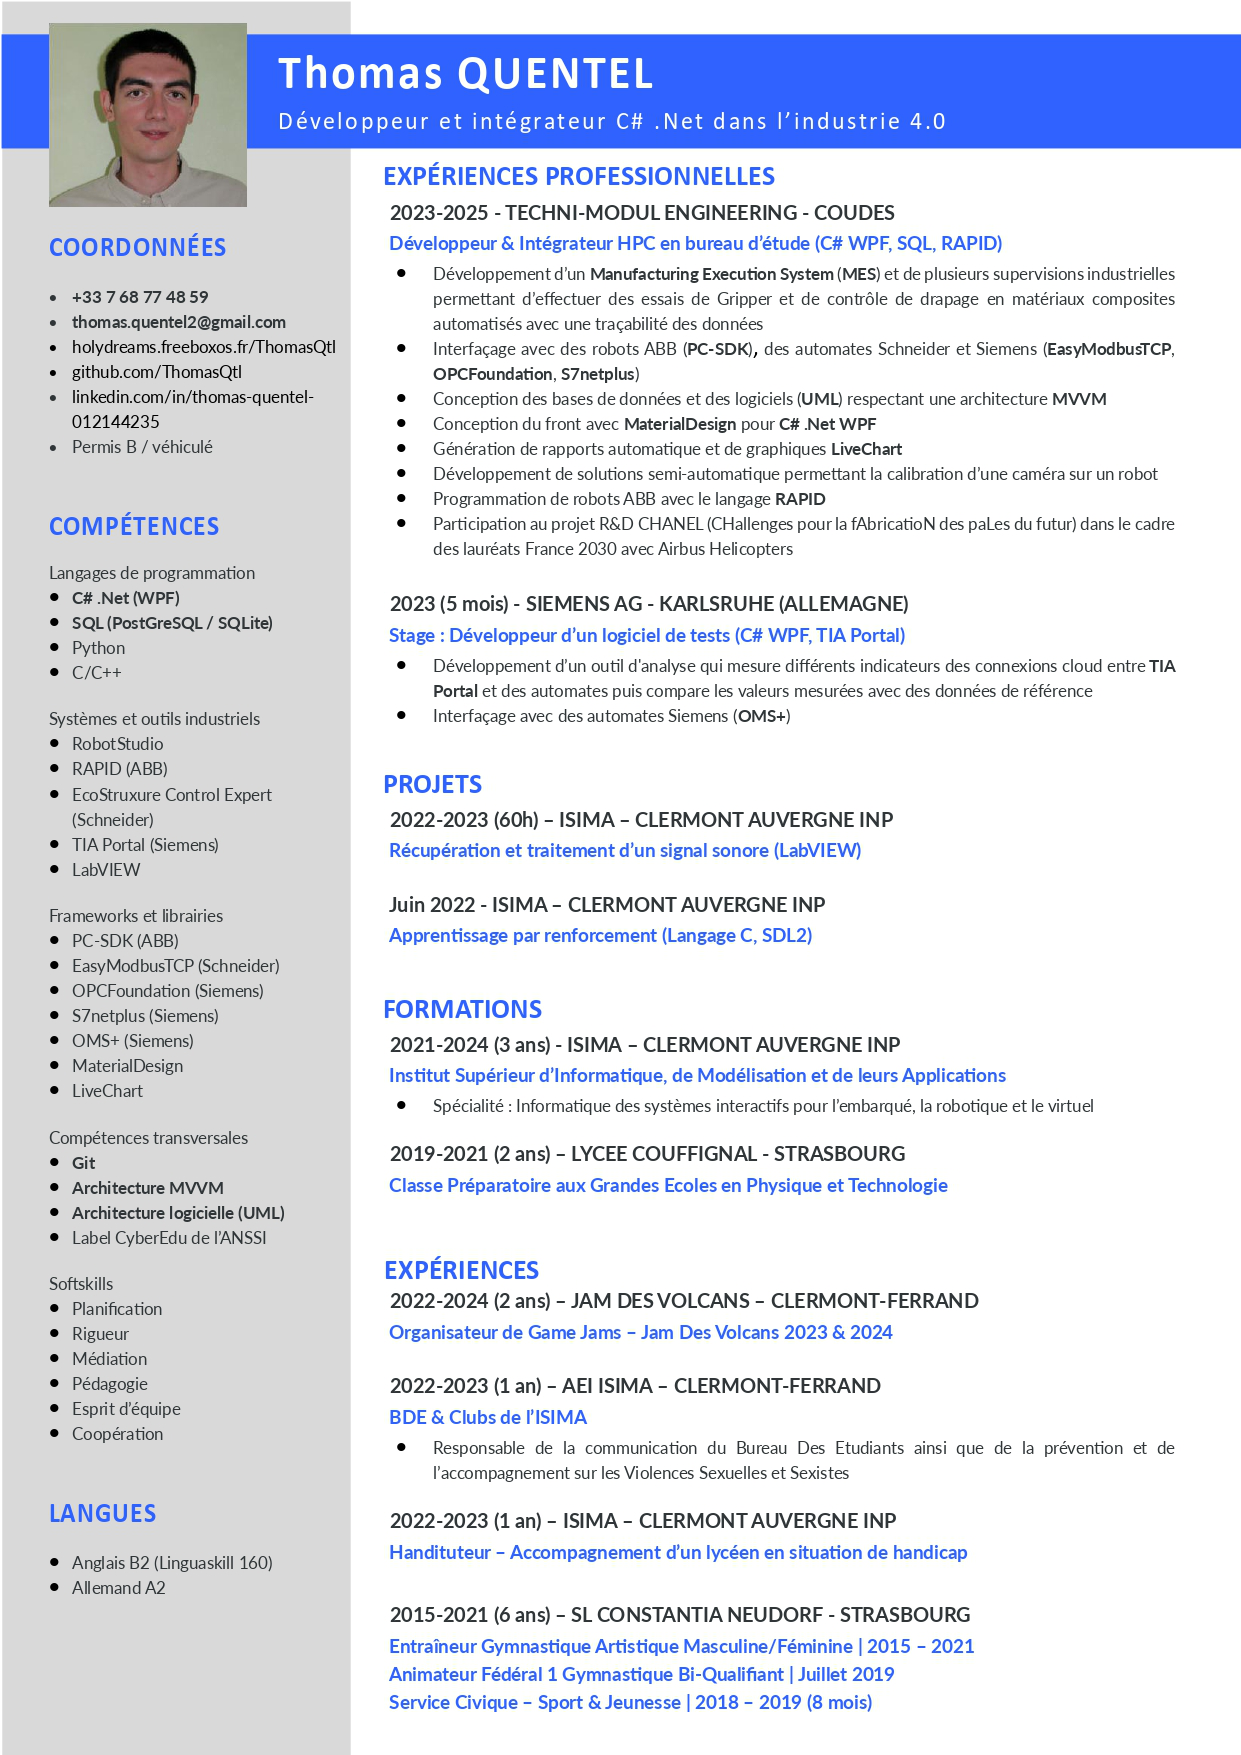 Thomas QUENTEL
Développeur et intégrateur C# .Net dans l’industrie 4.0
COORDONNÉES
• +33 7 68 77 48 59
• thomas.quentel2@gmail.com
• holydreams.freeboxos.fr/ThomasQtl
• github.com/ThomasQtl
• linkedin.com/in/thomas-quentel-
012144235
• Permis B / véhiculé
COMPÉTENCES
Langages de programmation
• C# .Net (WPF)
• SQL (PostGreSQL / SQLite)
• Python
• C/C++
Systèmes et outils industriels
• RobotStudio
• RAPID (ABB)
• EcoStruxure Control Expert
(Schneider)
• TIA Portal (Siemens)
• LabVIEW
Frameworks et librairies
• PC-SDK (ABB)
• EasyModbusTCP (Schneider)
• OPCFoundation (Siemens)
• S7netplus (Siemens)
• OMS+ (Siemens)
• MaterialDesign
• LiveChart
Compétences transversales
• Git
• Architecture MVVM
• Architecture logicielle (UML)
• Label CyberEdu de l’ANSSI
Softskills
• Planification
• Rigueur
• Médiation
• Pédagogie
• Esprit d’équipe
• Coopération
LANGUES
• Anglais B2 (Linguaskill 160)
• Allemand A2
EXPÉRIENCES PROFESSIONNELLES
2023-2025 - TECHNI-MODUL ENGINEERING - COUDES
Développeur & Intégrateur HPC en bureau d’étude (C# WPF, SQL, RAPID)
• Développement d’un Manufacturing Execution System (MES) et de plusieurs supervisions industrielles
permettant d’effectuer des essais de Gripper et de contrôle de drapage en matériaux composites
automatisés avec une traçabilité des données
• Interfaçage avec des robots ABB (PC-SDK), des automates Schneider et Siemens (EasyModbusTCP,
OPCFoundation, S7netplus)
• Conception des bases de données et des logiciels (UML) respectant une architecture MVVM
• Conception du front avec MaterialDesign pour C# .Net WPF
• Génération de rapports automatique et de graphiques LiveChart
• Développement de solutions semi-automatique permettant la calibration d’une caméra sur un robot
• Programmation de robots ABB avec le langage RAPID
• Participation au projet R&D CHANEL (CHallenges pour la fAbricatioN des paLes du futur) dans le cadre
des lauréats France 2030 avec Airbus Helicopters
2023 (5 mois) - SIEMENS AG - KARLSRUHE (ALLEMAGNE)
Stage : Développeur d’un logiciel de tests (C# WPF, TIA Portal)
• Développement d’un outil d'analyse qui mesure différents indicateurs des connexions cloud entre TIA
Portal et des automates puis compare les valeurs mesurées avec des données de référence
• Interfaçage avec des automates Siemens (OMS+)
PROJETS
2022-2023 (60h) – ISIMA – CLERMONT AUVERGNE INP
Récupération et traitement d’un signal sonore (LabVIEW)
Juin 2022 - ISIMA – CLERMONT AUVERGNE INP
Apprentissage par renforcement (Langage C, SDL2)
FORMATIONS
2021-2024 (3 ans) - ISIMA – CLERMONT AUVERGNE INP
Institut Supérieur d’Informatique, de Modélisation et de leurs Applications
• Spécialité : Informatique des systèmes interactifs pour l’embarqué, la robotique et le virtuel
2019-2021 (2 ans) – LYCEE COUFFIGNAL - STRASBOURG
Classe Préparatoire aux Grandes Ecoles en Physique et Technologie
EXPÉRIENCES
2022-2024 (2 ans) – JAM DES VOLCANS – CLERMONT-FERRAND
Organisateur de Game Jams – Jam Des Volcans 2023 & 2024
2022-2023 (1 an) – AEI ISIMA – CLERMONT-FERRAND
BDE & Clubs de l’ISIMA
• Responsable de la communication du Bureau Des Etudiants ainsi que de la prévention et de
l’accompagnement sur les Violences Sexuelles et Sexistes
2022-2023 (1 an) – ISIMA – CLERMONT AUVERGNE INP
Handituteur – Accompagnement d’un lycéen en situation de handicap
2015-2021 (6 ans) – SL CONSTANTIA NEUDORF - STRASBOURG
Entraîneur Gymnastique Artistique Masculine/Féminine | 2015 – 2021
Animateur Fédéral 1 Gymnastique Bi-Qualifiant | Juillet 2019
Service Civique – Sport & Jeunesse | 2018 – 2019 (8 mois)